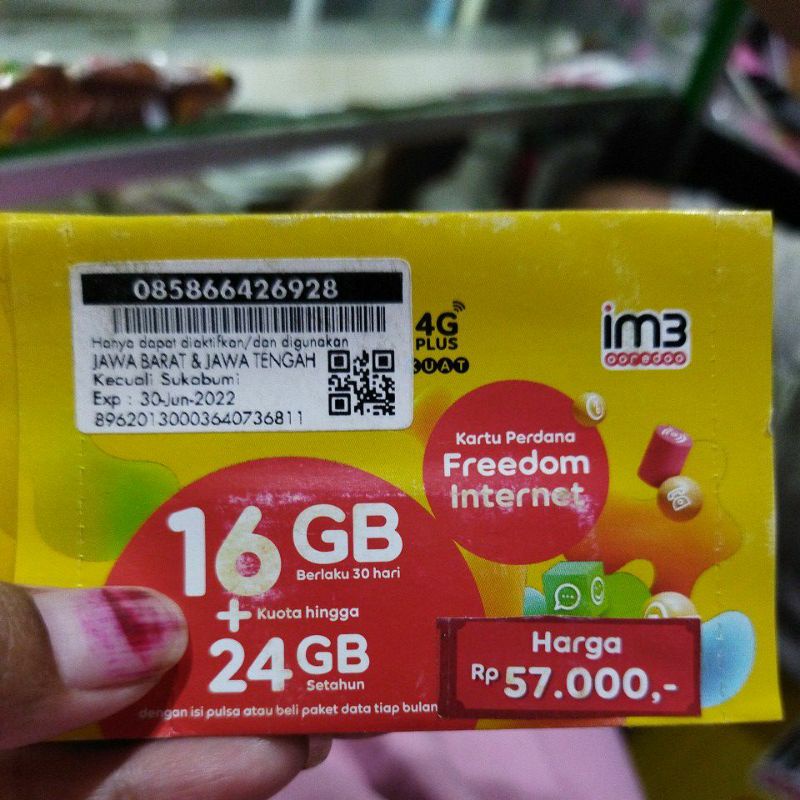 085866426928
Hanya dapat diaktifkan/dan digunakan
JAWA BARAT & JAWA TENGAH
Kecuali Sukabumi
Exp : 30-Jun-2022
89620130003640736811
4G
PLUS
KUAT
im3
ooredoo
Kartu Perdana
Freedom
Internet
16 GB
Berlaku 30 hari
+ Kuota hingga
24 GB
Setahun
dengan isi pulsa atau beli paket data tiap bulan
Harga
Rp 57.000,-